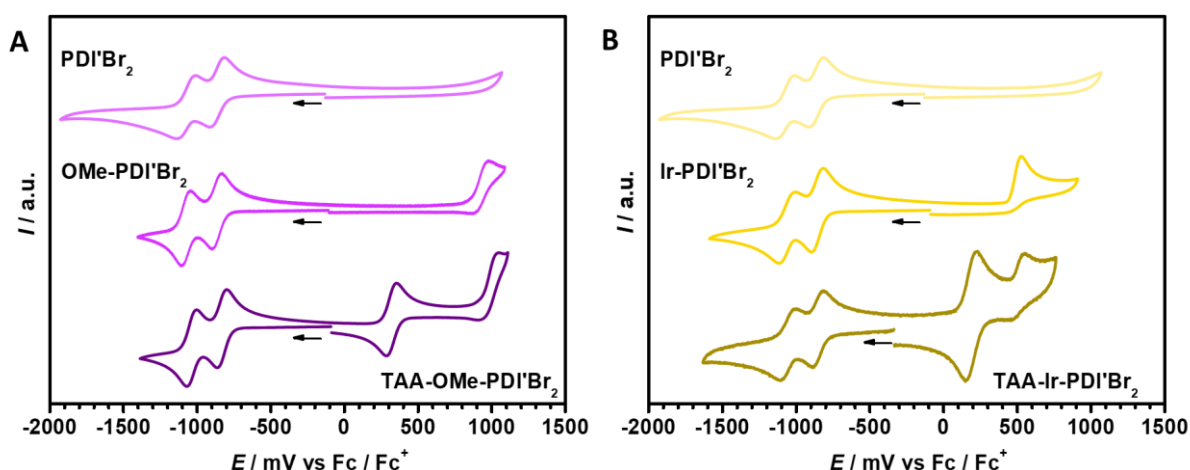 A
PDI'Br₂
OMe-PDI'Br₂
TAA-OMe-PDI'Br₂
I / a.u.
-2000 -1500 -1000 -500 0 500 1000 1500
E / mV vs Fc / Fc⁺
B
PDI'Br₂
Ir-PDI'Br₂
TAA-Ir-PDI'Br₂
I / a.u.
-2000 -1500 -1000 -500 0 500 1000 1500
E / mV vs Fc / Fc⁺